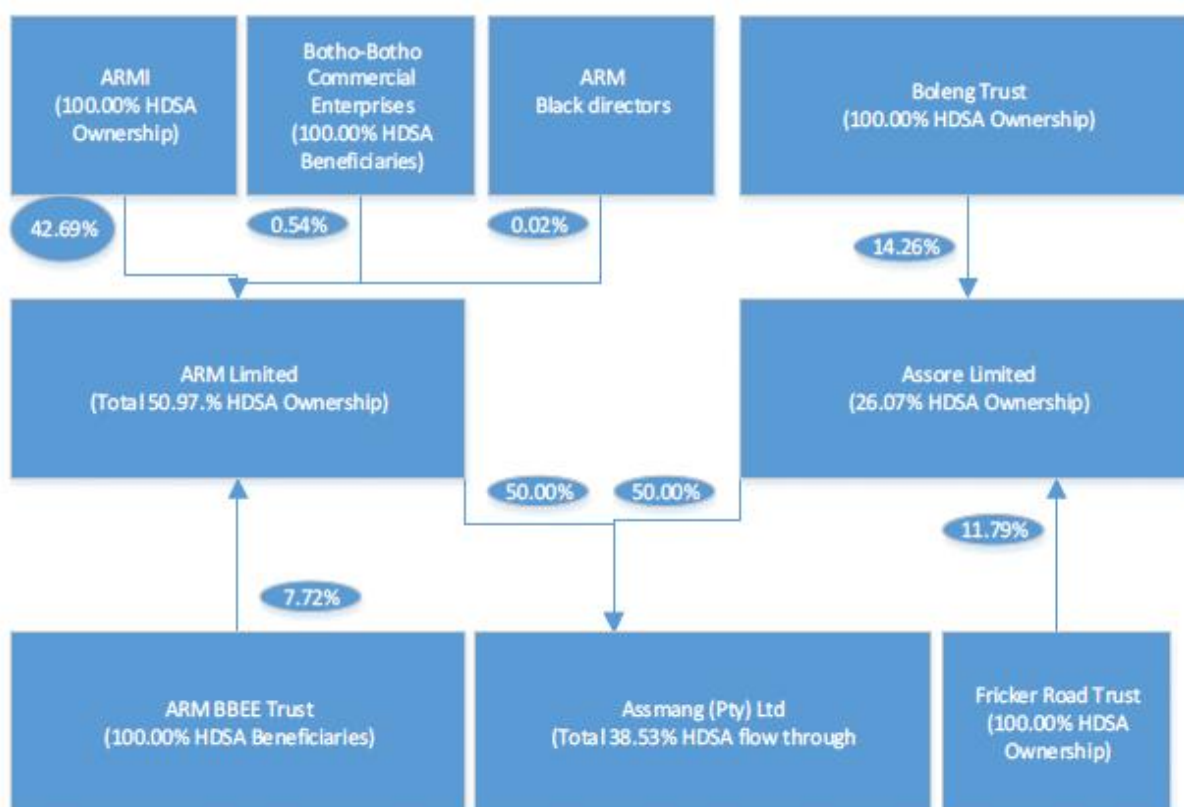 ARMI
(100.00% HDSA
Ownership)
Botho-Botho
Commercial
Enterprises
(100.00% HDSA
Beneficiaries)
ARM
Black directors
Boleng Trust
(100.00% HDSA Ownership)
42.69%
0.54%
0.02%
14.26%
ARM Limited
(Total 50.97.% HDSA Ownership)
Assore Limited
(26.07% HDSA Ownership)
50.00%
50.00%
11.79%
7.72%
ARM BBEE Trust
(100.00% HDSA Beneficiaries)
Assmang (Pty) Ltd
(Total 38.53% HDSA flow through
Fricker Road Trust
(100.00% HDSA
Ownership)